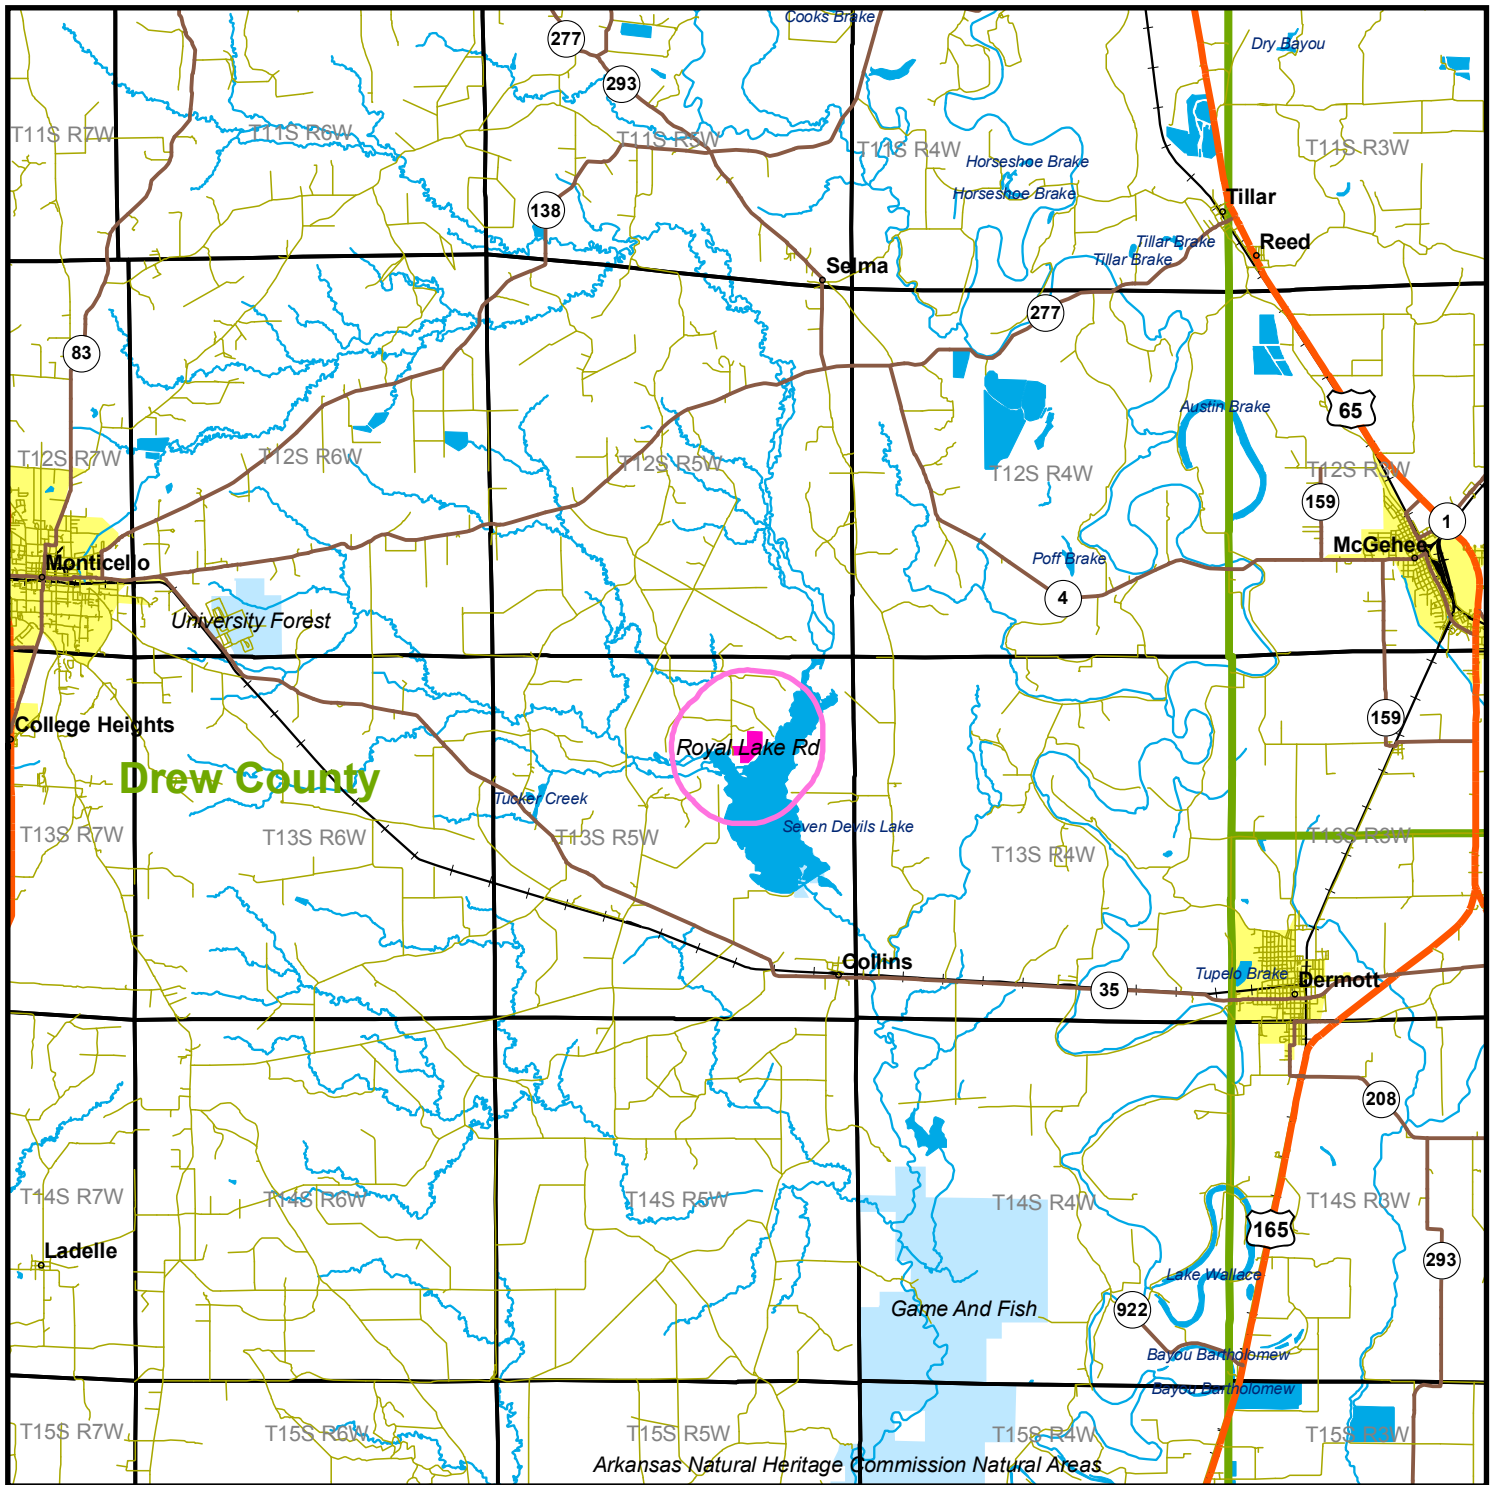 Cooks Brake
277
Dry Bayou
293
T11S R7W
T11S R6W
T11S R5W
T11S R4W
T11S R3W
Horseshoe Brake
Horseshoe Brake
138
Tillar
Tillar Brake
Reed
Tillar Brake
Selma
277
83
65
Austin Brake
T12S R7W
T12S R6W
T12S R5W
T12S R4W
T12S R3W
159
1
McGehee
Monticello
Poff Brake
4
University Forest
College Heights
159
Royal Lake Rd
Drew County
Tucker Creek
Seven Devils Lake
T13S R7W
T13S R6W
T13S R5W
T13S R4W
T13S R3W
Collins
Tupelo Brake
Dermott
35
208
T14S R7W
T14S R6W
T14S R5W
T14S R4W
T14S R3W
165
Ladelle
293
Lake Wallace
Game And Fish
922
Bayou Bartholomew
Bayou Bartholomew
T15S R7W
T15S R6W
T15S R5W
T15S R4W
T15S R3W
Arkansas Natural Heritage Commission Natural Areas